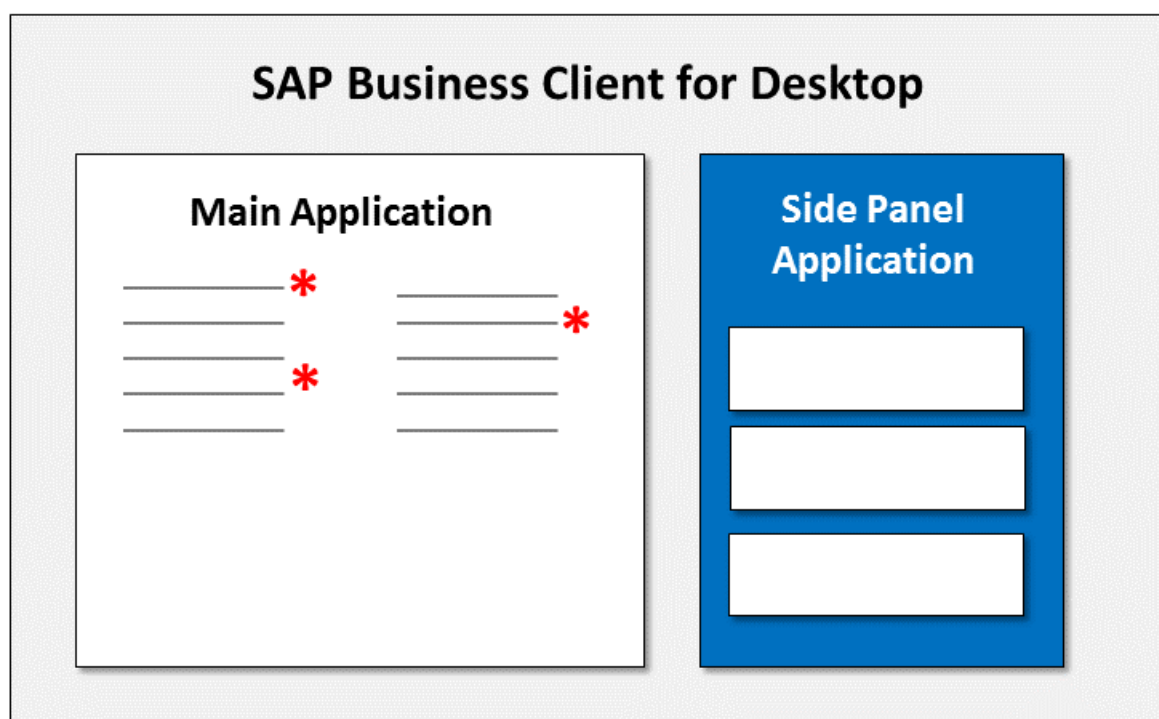 SAP Business Client for Desktop
Main Application
Side Panel
Application
*
*
*